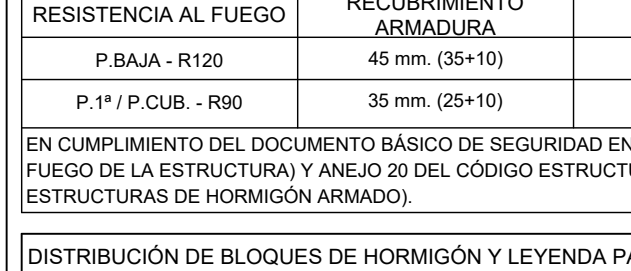 RESISTENCIA AL FUEGO
RECUBRIMIENTO
ARMADURA
P.BAJA - R120
45 mm. (35+10)
P.1ª / P.CUB. - R90
35 mm. (25+10)
EN CUMPLIMIENTO DEL DOCUMENTO BÁSICO DE SEGURIDAD EN
FUEGO DE LA ESTRUCTURA) Y ANEJO 20 DEL CÓDIGO ESTRUCTU
ESTRUCTURAS DE HORMIGÓN ARMADO).
DISTRIBUCIÓN DE BLOQUES DE HORMIGÓN Y LEYENDA PA